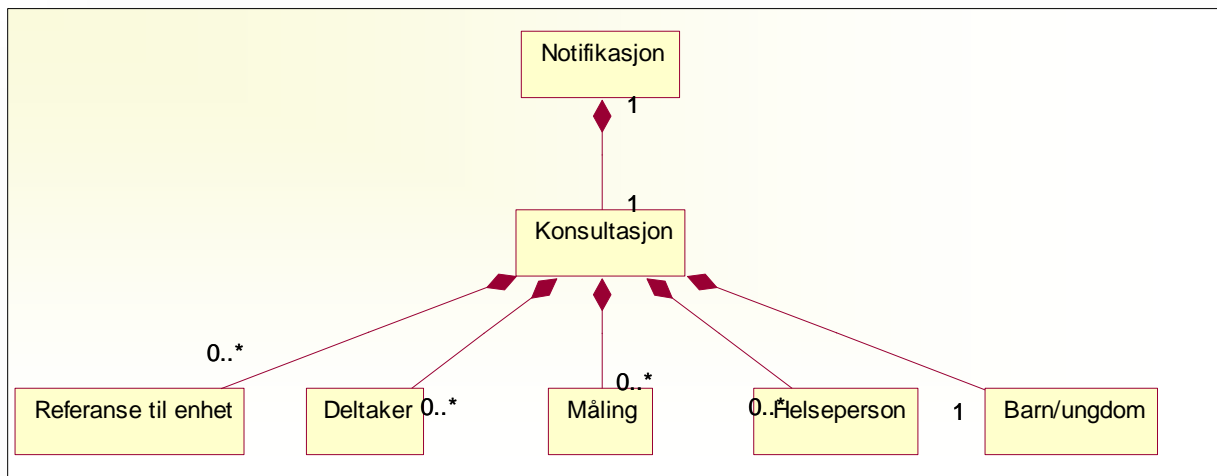 Notifikasjon
1
1
Konsultasjon
0..*
0..*
0..*
0..*
1
Referanse til enhet
Deltaker
Måling
Helseperson
Barn/ungdom